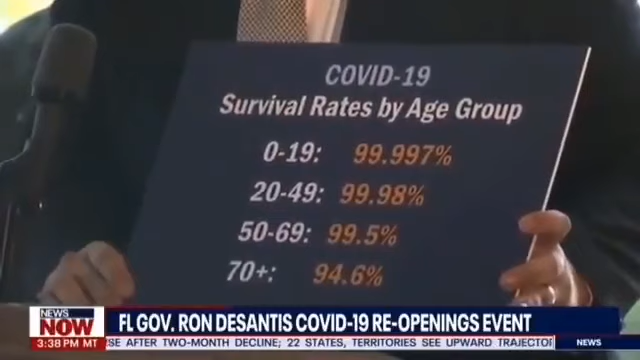 COVID-19
Survival Rates by Age Group
0-19: 99.997%
20-49: 99.98%
50-69: 99.5%
70+: 94.6%
NEWS
NOW
FL GOV. RON DESANTIS COVID-19 RE-OPENINGS EVENT
3:38 PM MT
SE AFTER TWO-MONTH DECLINE; 22 STATES, TERRITORIES SEE UPWARD TRAJECTOR
NEWS